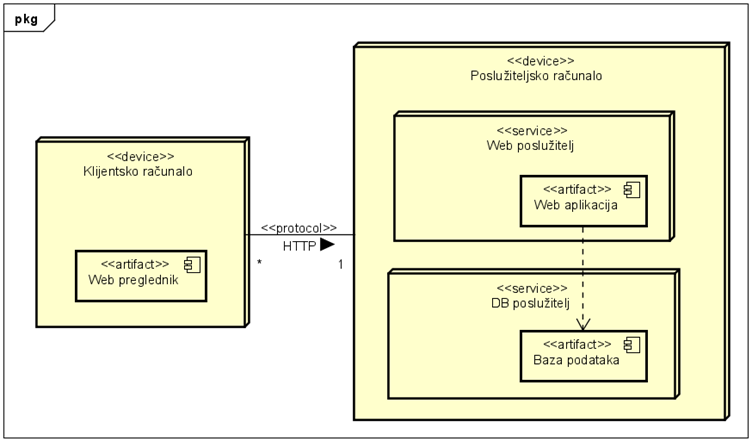 pkg
<<device>>
Klijentsko računalo
<<artifact>>
Web preglednik
<<protocol>>
HTTP
*
1
<<device>>
Poslužiteljsko računalo
<<service>>
Web poslužitelj
<<artifact>>
Web aplikacija
<<service>>
DB poslužitelj
<<artifact>>
Baza podataka